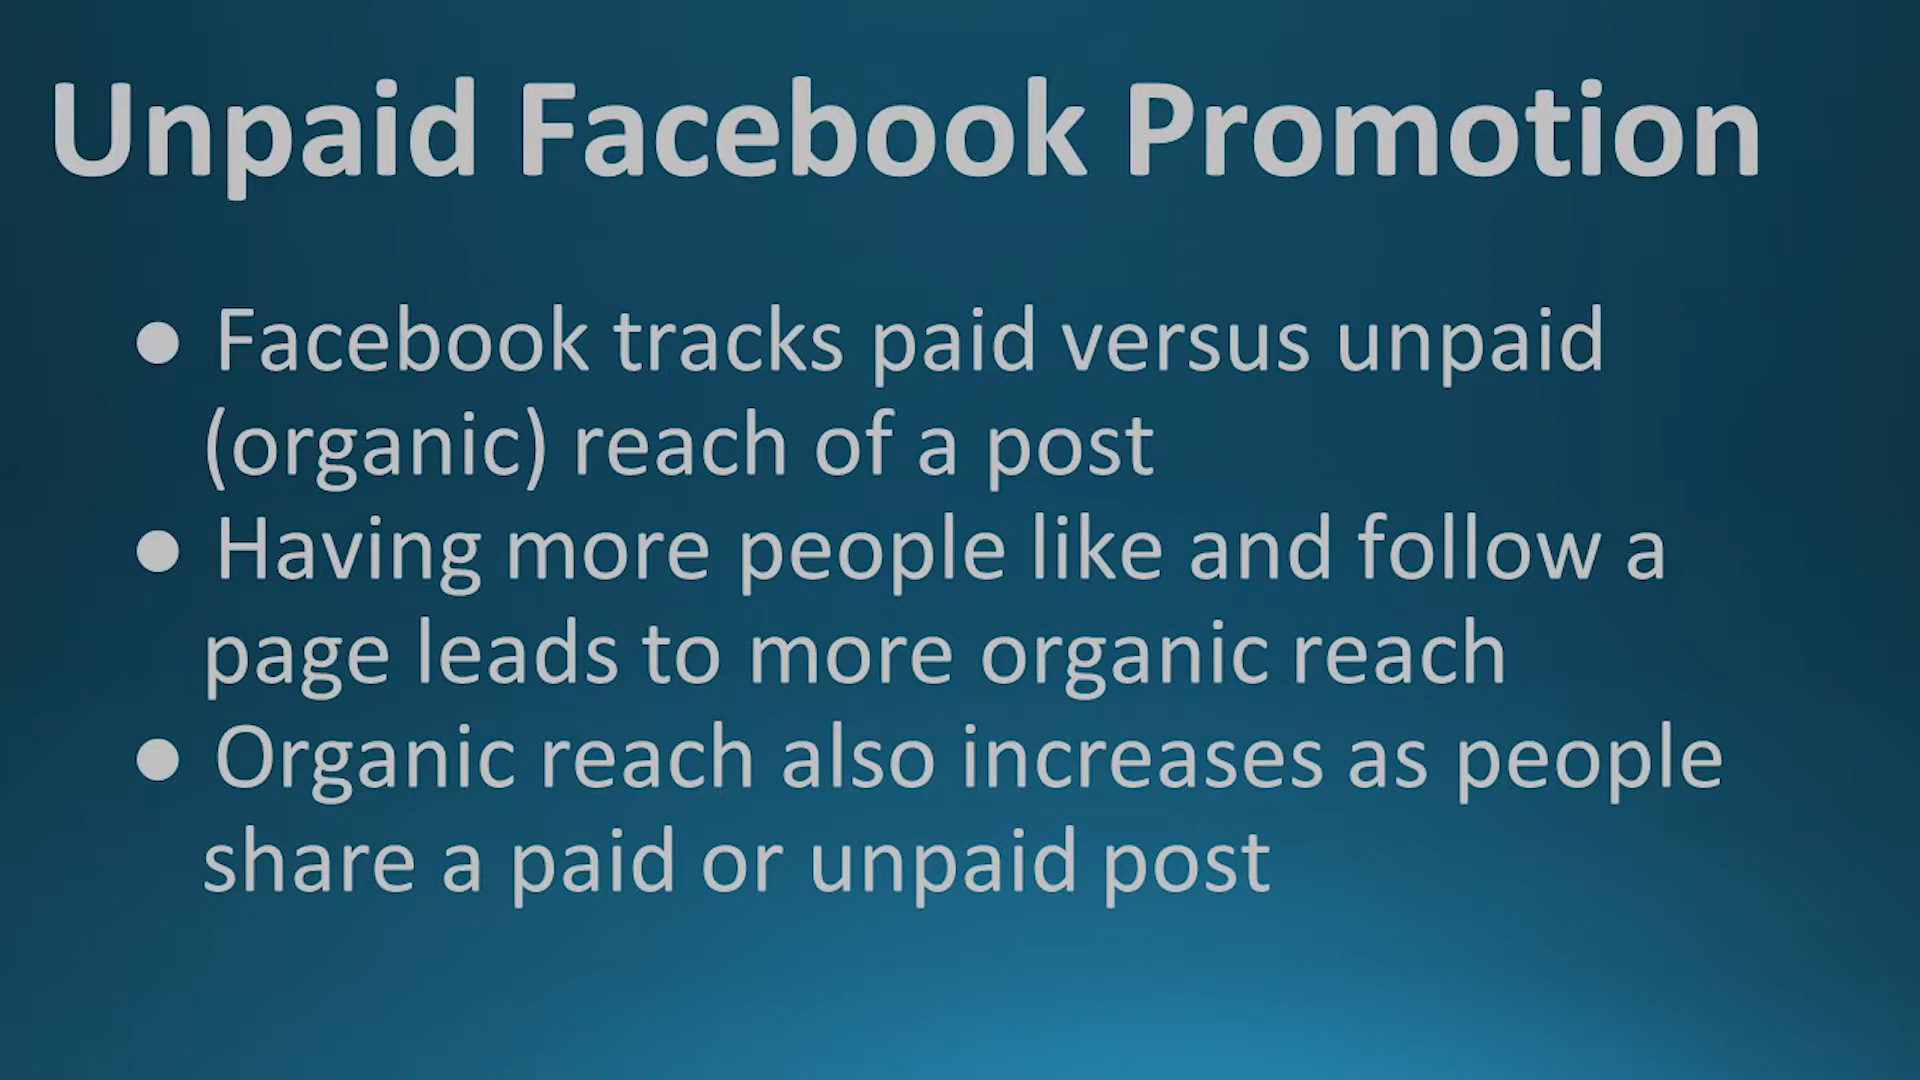 Unpaid Facebook Promotion
● Facebook tracks paid versus unpaid
(organic) reach of a post
● Having more people like and follow a
page leads to more organic reach
● Organic reach also increases as people
share a paid or unpaid post